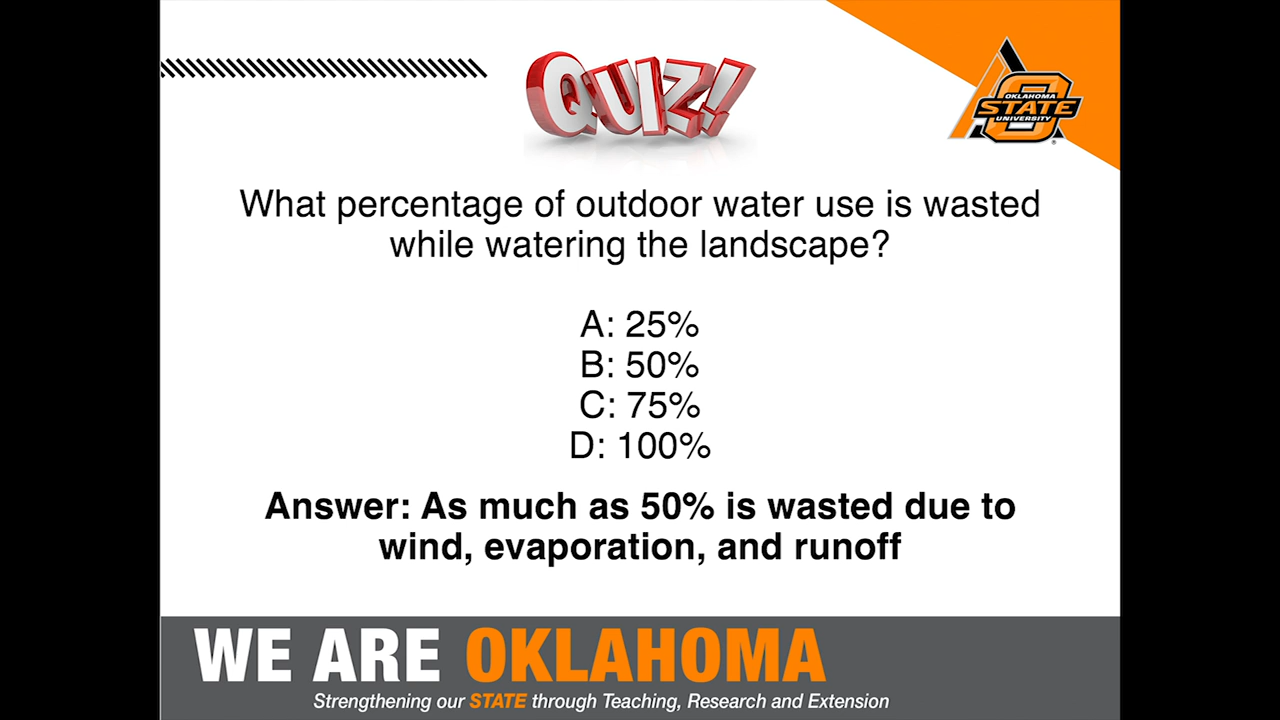 QUIZ!
OKLAHOMA
STATE
UNIVERSITY
What percentage of outdoor water use is wasted
while watering the landscape?
A: 25%
B: 50%
C: 75%
D: 100%
Answer: As much as 50% is wasted due to
wind, evaporation, and runoff
WE ARE OKLAHOMA
Strengthening our STATE through Teaching, Research and Extension